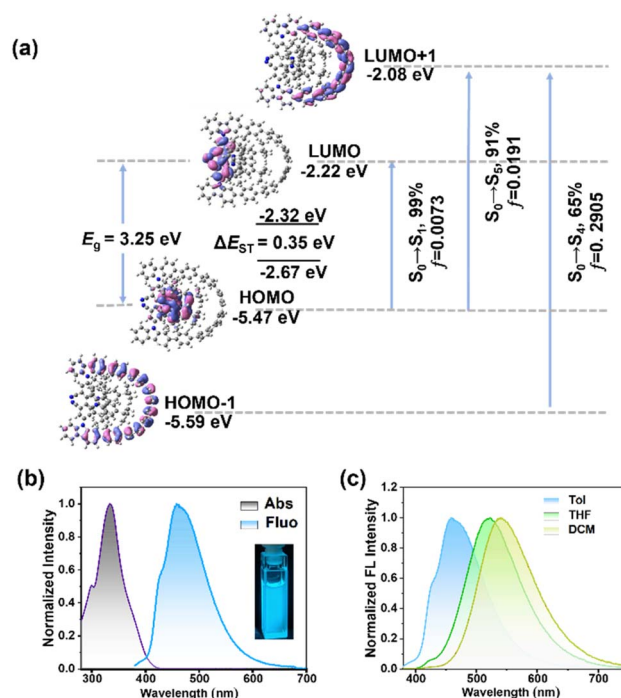 (a)
LUMO+1
-2.08 eV
LUMO
-2.22 eV
-2.32 eV
Eg = 3.25 eV
ΔEST = 0.35 eV
-2.67 eV
HOMO
-5.47 eV
HOMO-1
-5.59 eV
S0→S1, 99%
f=0.0073
S0→S5, 91%
f=0.0191
S0→S4, 65%
f=0. 2905
(b)
Normalized Intensity
1.0
0.8
0.6
0.4
0.2
0.0
Abs
Fluo
300 400 500 600 700
Wavelength (nm)
(c)
Normalized FL Intensity
1.2
1.0
0.8
0.6
0.4
0.2
0.0
Tol
THF
DCM
400 500 600 700
Wavelength (nm)